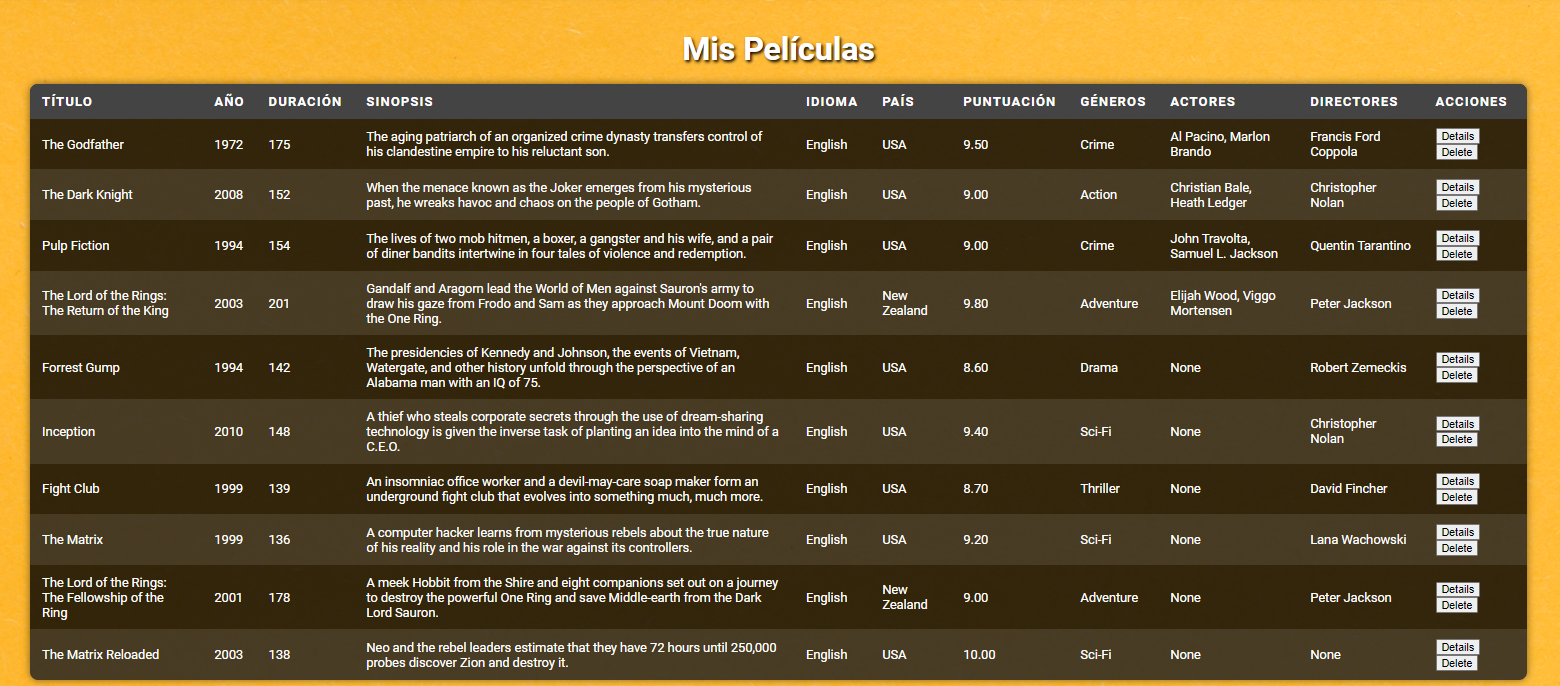 Mis Películas
TÍTULO AÑO DURACIÓN SINOPSIS IDIOMA PAÍS PUNTUACIÓN GÉNEROS ACTORES DIRECTORES ACCIONES
The Godfather 1972 175 The aging patriarch of an organized crime dynasty transfers control of English USA 9.50 Crime Al Pacino, Marlon Francis Ford Details
his clandestine empire to his reluctant son. Brando Coppola Delete
The Dark Knight 2008 152 When the menace known as the Joker emerges from his mysterious English USA 9.00 Action Christian Bale, Christopher Details
past, he wreaks havoc and chaos on the people of Gotham. Heath Ledger Nolan Delete
Pulp Fiction 1994 154 The lives of two mob hitmen, a boxer, a gangster and his wife, and a pair English USA 9.00 Crime John Travolta, Quentin Tarantino Details
of diner bandits intertwine in four tales of violence and redemption. Samuel L. Jackson Delete
The Lord of the Rings: 2003 201 Gandalf and Aragorn lead the World of Men against Sauron's army to English New 9.80 Adventure Elijah Wood, Viggo Peter Jackson Details
The Return of the King draw his gaze from Frodo and Sam as they approach Mount Doom with Zealand Mortensen Delete
the One Ring.
Forrest Gump 1994 142 The presidencies of Kennedy and Johnson, the events of Vietnam, English USA 8.60 Drama None Robert Zemeckis Details
Watergate, and other history unfold through the perspective of an Delete
Alabama man with an IQ of 75.
Inception 2010 148 A thief who steals corporate secrets through the use of dream-sharing English USA 9.40 Sci-Fi None Christopher Details
technology is given the inverse task of planting an idea into the mind of a Nolan Delete
C.E.O.
Fight Club 1999 139 An insomniac office worker and a devil-may-care soap maker form an English USA 8.70 Thriller None David Fincher Details
underground fight club that evolves into something much, much more. Delete
The Matrix 1999 136 A computer hacker learns from mysterious rebels about the true nature English USA 9.20 Sci-Fi None Lana Wachowski Details
of his reality and his role in the war against its controllers. Delete
The Lord of the Rings: 2001 178 A meek Hobbit from the Shire and eight companions set out on a journey English New 9.00 Adventure None Peter Jackson Details
The Fellowship of the to destroy the powerful One Ring and save Middle-earth from the Dark Zealand Delete
Ring Lord Sauron.
The Matrix Reloaded 2003 138 Neo and the rebel leaders estimate that they have 72 hours until 250,000 English USA 10.00 Sci-Fi None None Details
probes discover Zion and destroy it. Delete